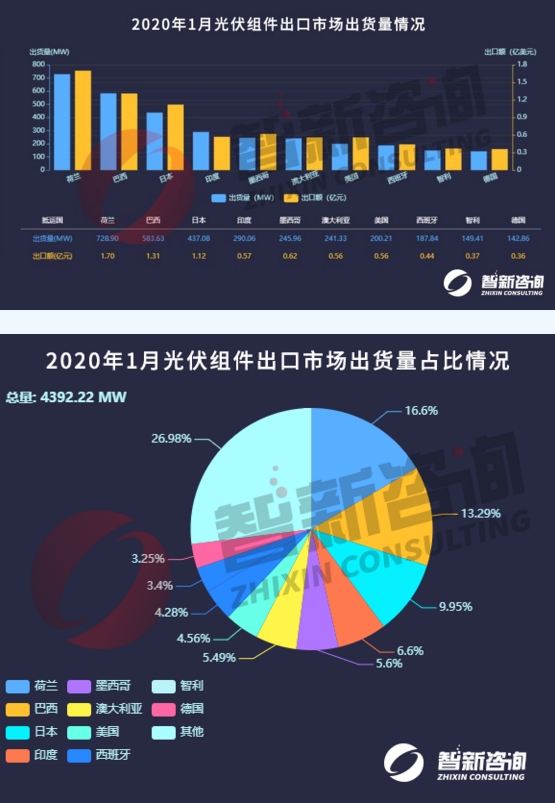 2020年1月光伏组件出口市场出货量情况
出货量(MW) 出口额（亿美元）
800 1.8
700 1.5
600
500 1.2
400 0.9
300 0.6
200 0.3
100
0 0
荷兰 巴西 日本 印度 墨西哥 澳大利亚 美国 西班牙 智利 德国
出货量（MW） 出口额（亿元）
抵运国 荷兰 巴西 日本 印度 墨西哥 澳大利亚 美国 西班牙 智利 德国
出货量(MW) 728.90 583.63 437.08 290.06 245.96 241.33 200.21 187.84 149.41 142.86
出口额(亿元) 1.70 1.31 1.12 0.57 0.62 0.56 0.56 0.44 0.37 0.36
智新咨询
ZHIXIN CONSULTING
智新咨询
ZHIXIN CONSULTING
2020年1月光伏组件出口市场出货量占比情况
总量: 4392.22 MW
16.6%
26.98%
13.29%
3.25%
3.4%
9.95%
4.28%
4.56%
6.6%
5.49%
5.6%
智新咨询
ZHIXIN CONSULTING
荷兰 墨西哥 智利
巴西 澳大利亚 德国
日本 美国 其他
印度 西班牙
智新咨询
ZHIXIN CONSULTING